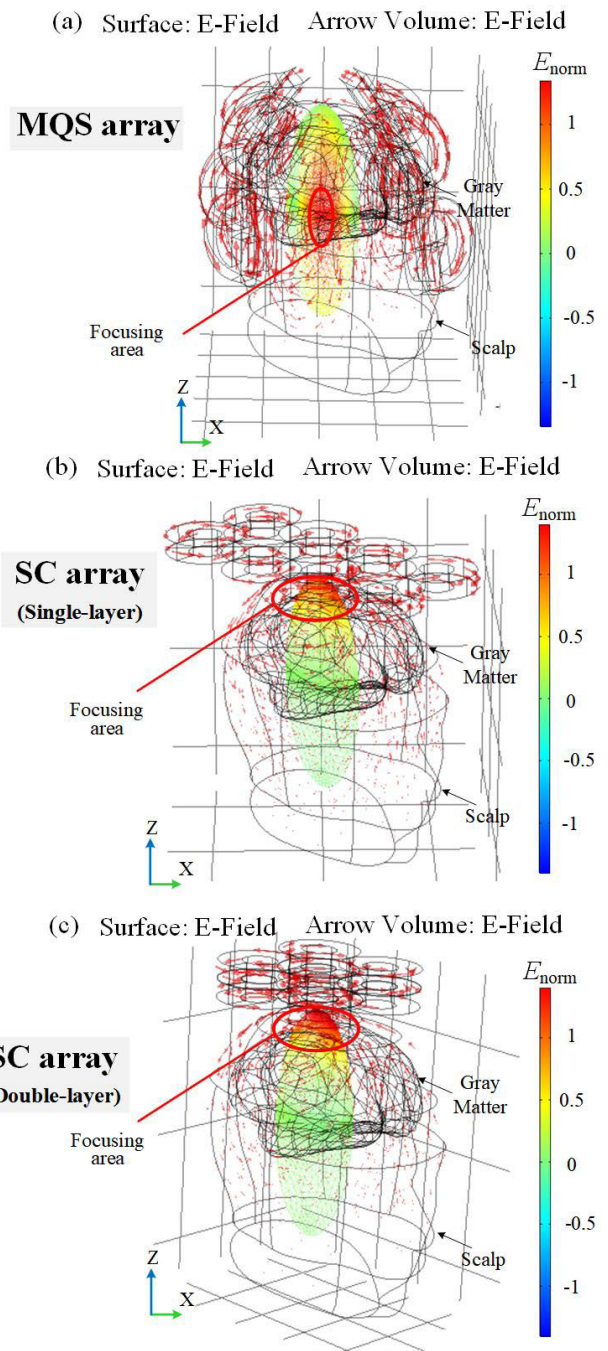 (a) Surface: E-Field Arrow Volume: E-Field
E_norm
MQS array
1
Gray
Matter
0.5
0
Focusing
area
Scalp
-0.5
Z
X
-1
(b) Surface: E-Field Arrow Volume: E-Field
E_norm
SC array
(Single-layer)
1
0.5
Gray
Matter
Focusing
area
0
-0.5
Scalp
Z
X
-1
(c) Surface: E-Field Arrow Volume: E-Field
E_norm
SC array
Double-layer)
1
Gray
Matter
0.5
Focusing
area
0
-0.5
Scalp
Z
X
-1